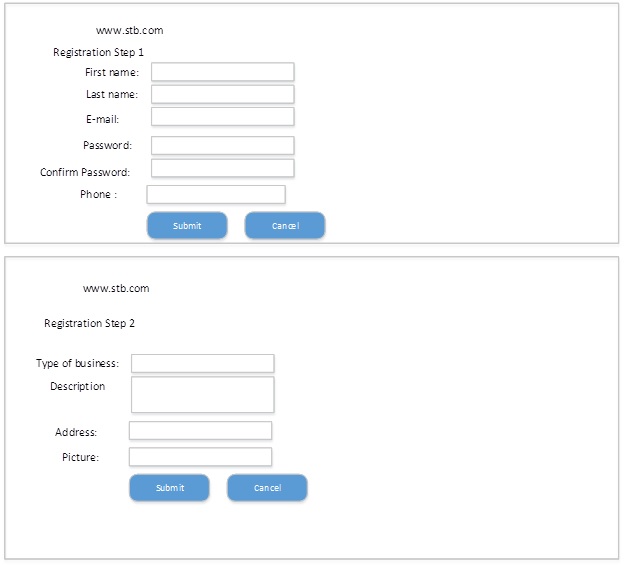 www.stb.com
Registration Step 1
First name:
Last name:
E-mail:
Password:
Confirm Password:
Phone :
Submit Cancel
www.stb.com
Registration Step 2
Type of business:
Description
Address:
Picture:
Submit Cancel